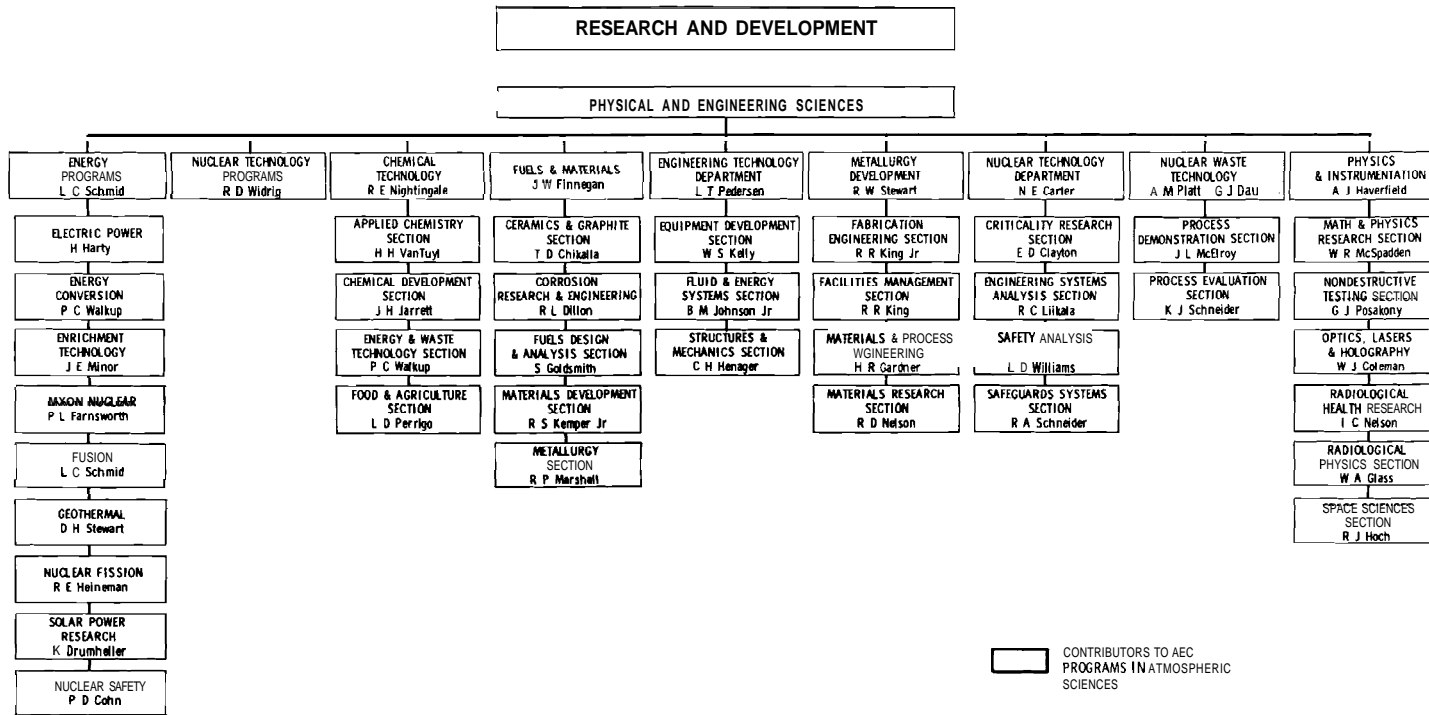 RESEARCH AND DEVELOPMENT
PHYSICAL AND ENGINEERING SCIENCES
ENERGY
PROGRAMS
L C Schmid
ELECTRIC POWER
H Harty
ENERGY
CONVERSION
P C Walkup
ENRICHMENT
TECHNOLOGY
J E Minor
NUCLEAR
P L Farnsworth
FUSION
L C Schmid
GEOTHERMAL
D H Stewart
NUCLEAR FISSION
R E Heineman
SOLAR POWER
RESEARCH
K Drumheller
NUCLEAR SAFETY
P D Cohn
NUCLEAR TECHNOLOGY
PROGRAMS
R D Widrig
CHEMICAL
TECHNOLOGY
R E Nightingale
APPLIED CHEMISTRY
SECTION
H H VanTuyl
CHEMICAL DEVELOPMENT
SECTION
J H Jarrett
ENERGY & WASTE
TECHNOLOGY SECTION
P C Walkup
FOOD & AGRICULTURE
SECTION
L D Perrigo
FUELS & MATERIALS
J W Finnegan
CERAMICS & GRAPHITE
SECTION
T D Chikalla
CORROSION
RESEARCH & ENGINEERING
R L Dillon
FUELS DESIGN
& ANALYSIS SECTION
S Goldsmith
MATERIALS DEVELOPMENT
SECTION
R S Kemper Jr
METALLURGY
SECTION
R P Marshall
ENGINEERING TECHNOLOGY
DEPARTMENT
L T Pedersen
EQUIPMENT DEVELOPMENT
SECTION
W S Kelly
FLUID & ENERGY
SYSTEMS SECTION
B M Johnson Jr
STRUCTURES &
MECHANICS SECTION
C H Henager
METALLURGY
DEVELOPMENT
R W Stewart
FABRICATION
ENGINEERING SECTION
R R King Jr
FACILITIES MANAGEMENT
SECTION
R R King
MATERIALS & PROCESS
WGINEERING
H R Gardner
MATERIALS RESEARCH
SECTION
R D Nelson
NUCLEAR TECHNOLOGY
DEPARTMENT
N E Carter
CRITICALITY RESEARCH
SECTION
E D Clayton
ENGINEERING SYSTEMS
ANALYSIS SECTION
R C Liikala
SAFETY ANALYSIS
L D Williams
SAFEGUARDS SYSTEMS
SECTION
R A Schneider
NUCLEAR WASTE
TECHNOLOGY
A M Platt G J Dau
PROCESS
DEMONSTRATION SECTION
J L McElroy
PROCESS EVALUATION
SECTION
K J Schneider
PHYSICS
& INSTRUMENTATION
A J Haverfield
MATH & PHYSICS
RESEARCH SECTION
W R McSpadden
NONDESTRUCTIVE
TESTING SECTION
G J Posakony
OPTICS, LASERS
& HOLOGRAPHY
W J Coleman
RADIOLOGICAL
HEALTH RESEARCH
I C Nelson
RADIOLOGICAL
PHYSICS SECTION
W A Glass
SPACE SCIENCES
SECTION
R J Hoch
CONTRIBUTORS TO AEC
PROGRAMS IN ATMOSPHERIC
SCIENCES